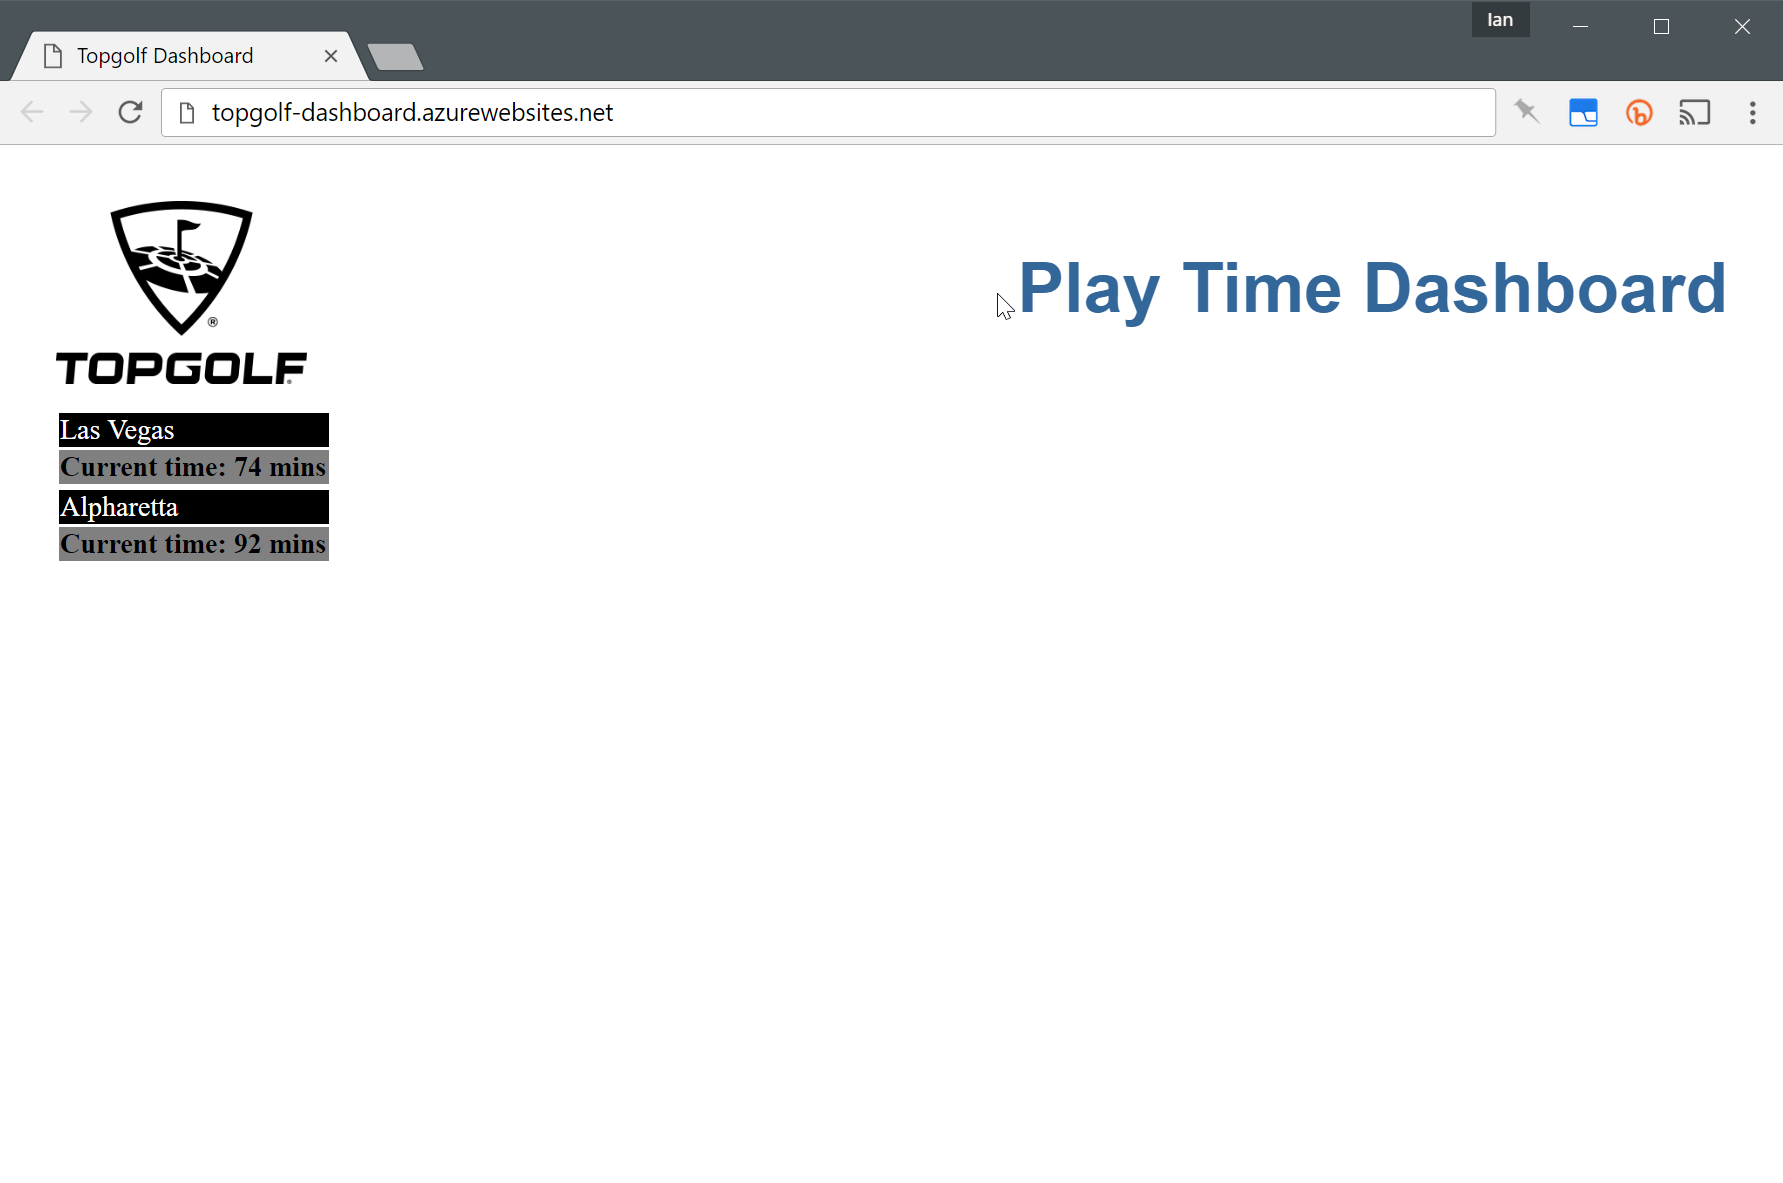 Ian
Topgolf Dashboard
topgolf-dashboard.azurewebsites.net
®
TOPGOLF
Play Time Dashboard
Las Vegas
Current time: 74 mins
Alpharetta
Current time: 92 mins